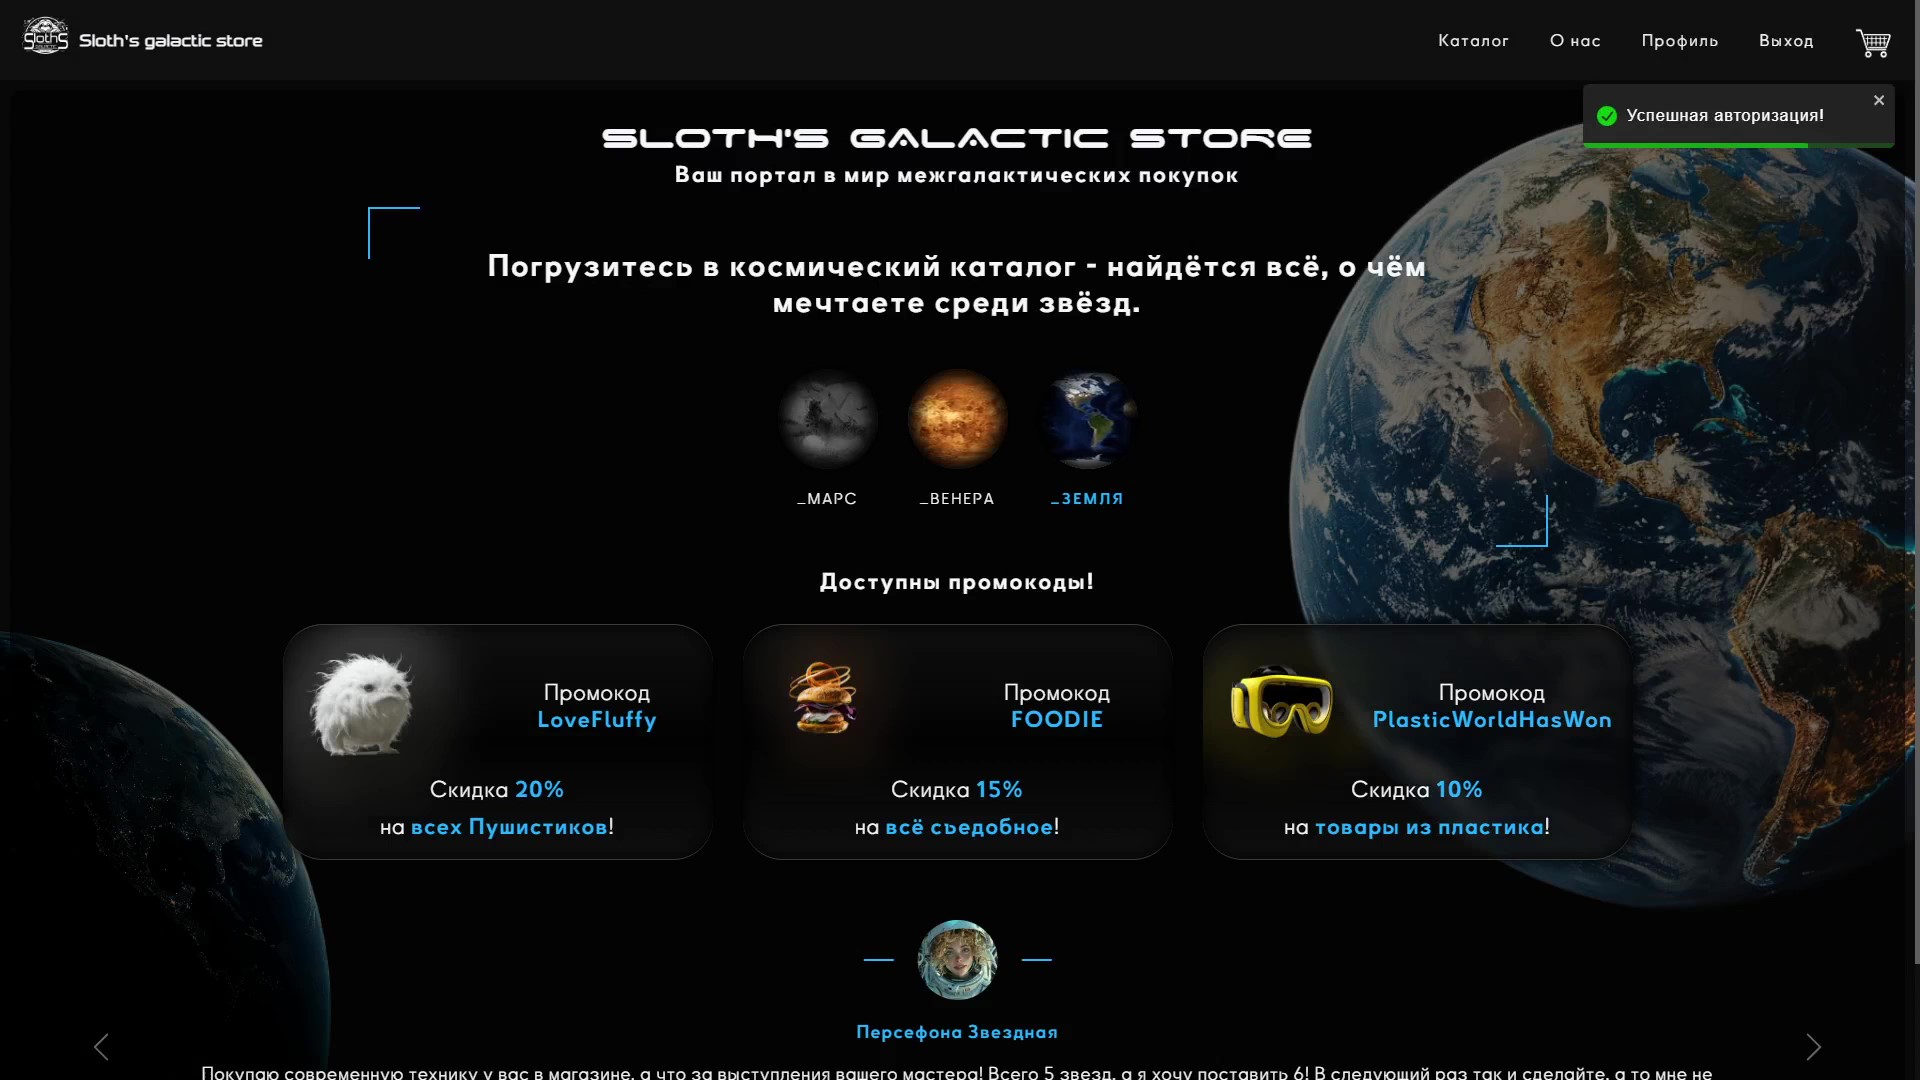 SlothS
Sloth's galactic store
Каталог
О нас
Профиль
Выход
Успешная авторизация!
SLOTH'S GALACTIC STORE
Ваш портал в мир межгалактических покупок
Погрузитесь в космический каталог - найдётся всё, о чём
мечтаете среди звёзд.
_МАРС
_ВЕНЕРА
_ЗЕМЛЯ
Доступны промокоды!
Промокод
LoveFluffy
Скидка 20%
на всех Пушистиков!
Промокод
FOODIE
Скидка 15%
на всё съедобное!
Промокод
PlasticWorldHasWon
Скидка 10%
на товары из пластика!
Персефона Звездная
Покупаю современную технику у вас в магазине, а что за выступления вашего мастера! Всего 5 звезд, а я хочу поставить 6! В следующий раз так и сделайте, а то мне не